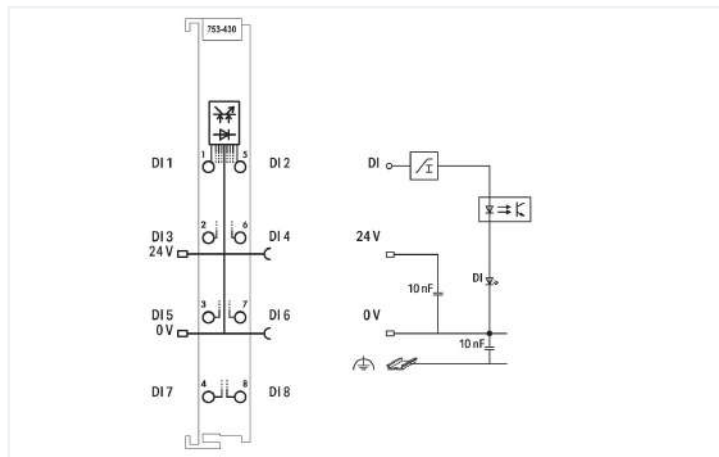 753-430
1 5
DI 1 DI 2 DI
2 6
DI 3 DI 4 24 V
24 V
10 nF DI
3 7
DI 5 DI 6 0 V
0 V
10 nF
4 8
DI 7 DI 8